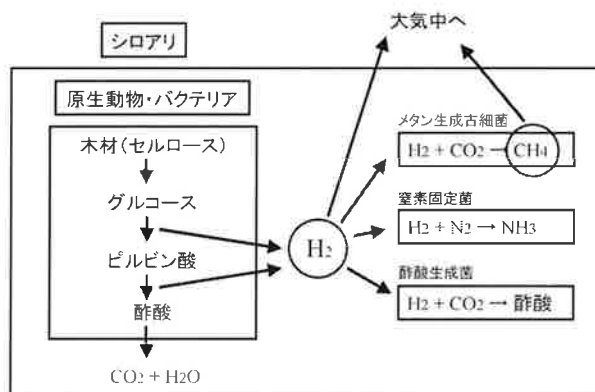 大気中へ
シロアリ
原生動物・バクテリア
木材(セルロース)
グルコース
ピルビン酸
酢酸
CO2 + H2O
H2
メタン生成古細菌
H2 + CO2 → CH4
窒素固定菌
H2 + N2 → NH3
酢酸生成菌
H2 + CO2 → 酢酸